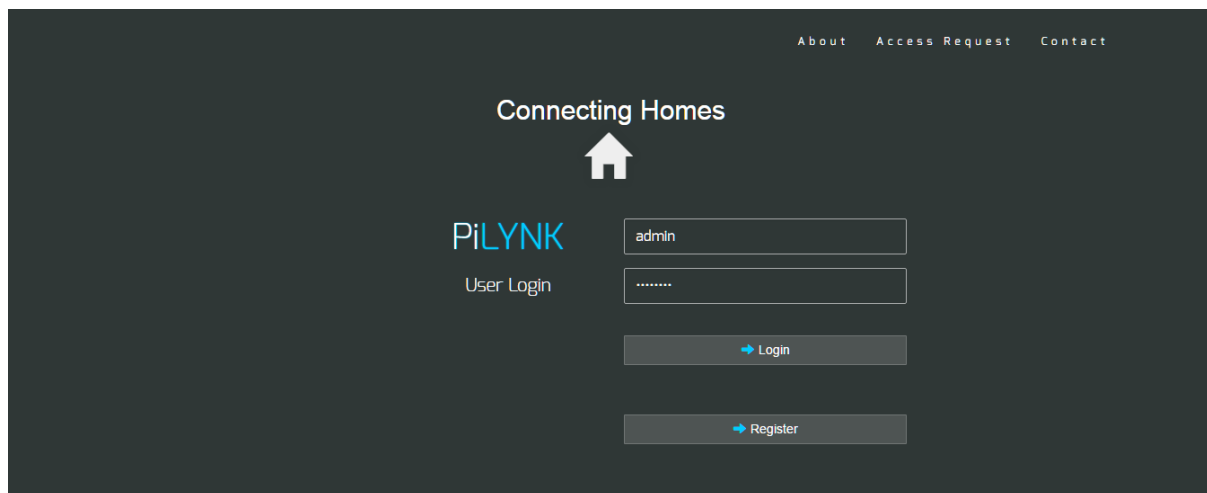 About Access Request Contact
Connecting Homes
PiLYNK
admin
User Login
........
Login
Register